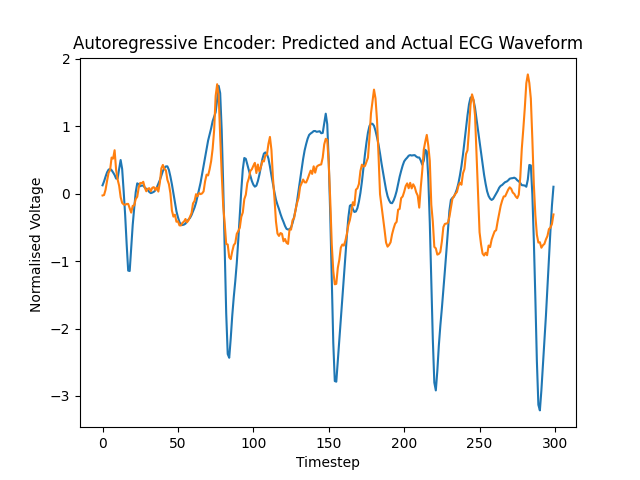 Autoregressive Encoder: Predicted and Actual ECG Waveform
2
1
0
−1
−2
−3
Normalised Voltage
0 50 100 150 200 250 300
Timestep